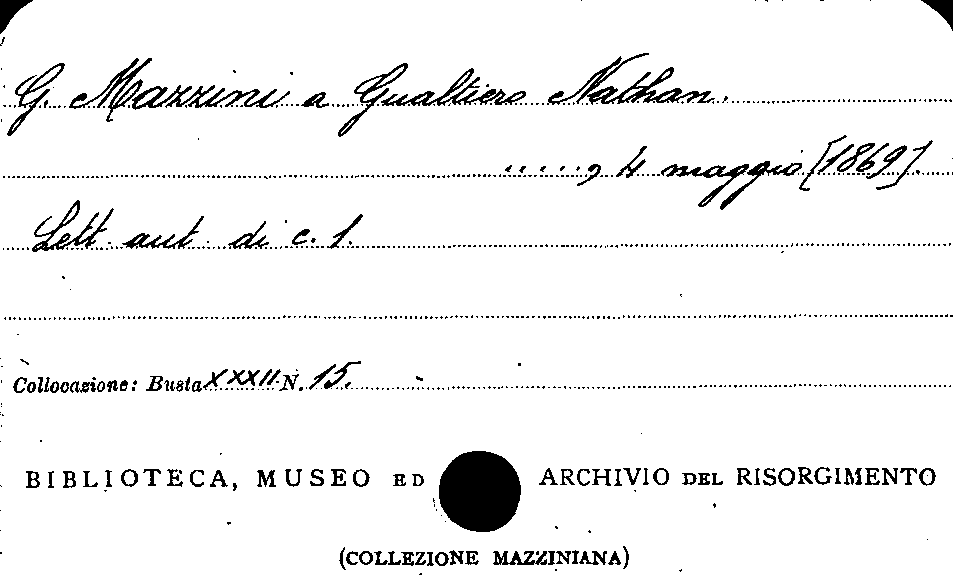 G. Mazzini a Gualtiero Nathan.
....., 4 maggio [1869].
Lett. aut. di c. 1.
Collocazione: Busta XXXII N. 15.
BIBLIOTECA, MUSEO ED ARCHIVIO DEL RISORGIMENTO
(COLLEZIONE MAZZINIANA)